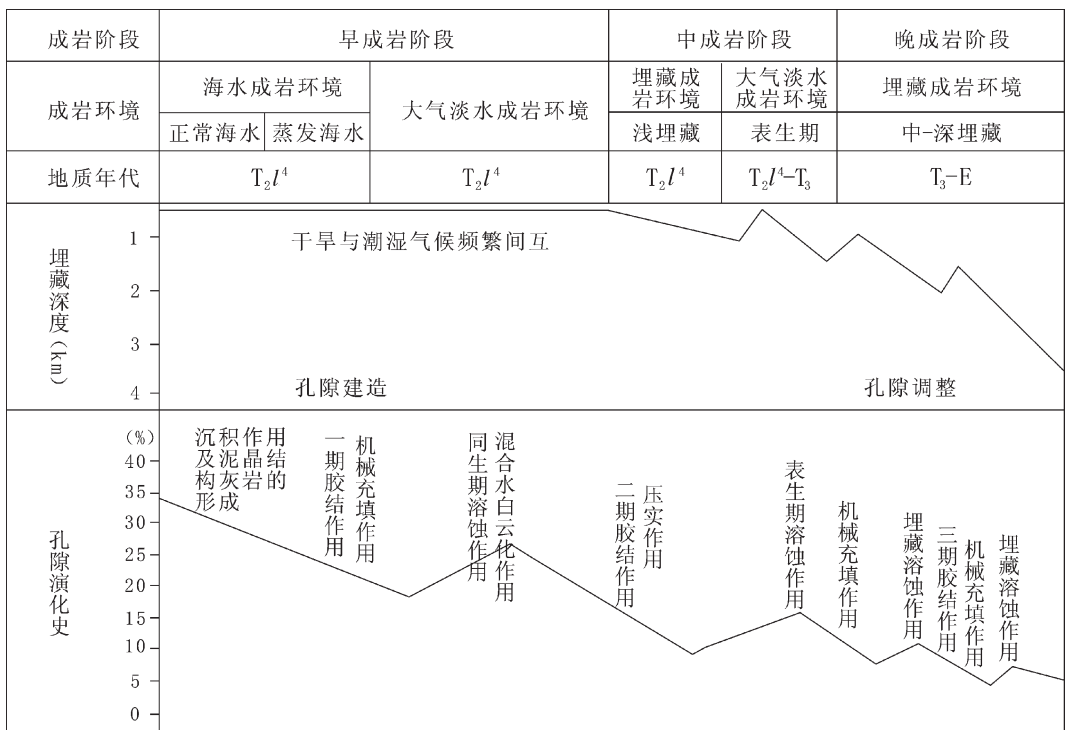 成岩阶段 早成岩阶段 中成岩阶段 晚成岩阶段
成岩环境
海水成岩环境
正常海水 蒸发海水
大气淡水成岩环境
埋藏成
岩环境
浅埋藏
大气淡水
成岩环境
表生期
埋藏成岩环境
中-深埋藏
地质年代 T₂l⁴ T₂l⁴ T₂l⁴ T₂l⁴-T₃ T₃-E
埋藏深度(km)
1
2
3
4
干旱与潮湿气候频繁间互
孔隙建造 孔隙调整
孔隙演化史
(%)
40
35
30
25
20
15
10
5
0
沉积作用
及泥晶结
构灰岩的
形成
一期胶结作用
机械充填作用
同生期溶蚀作用
混合水白云化作用
二期胶结作用
压实作用
表生期溶蚀作用
机械充填作用
埋藏溶蚀作用
三期胶结作用
机械充填作用
埋藏溶蚀作用